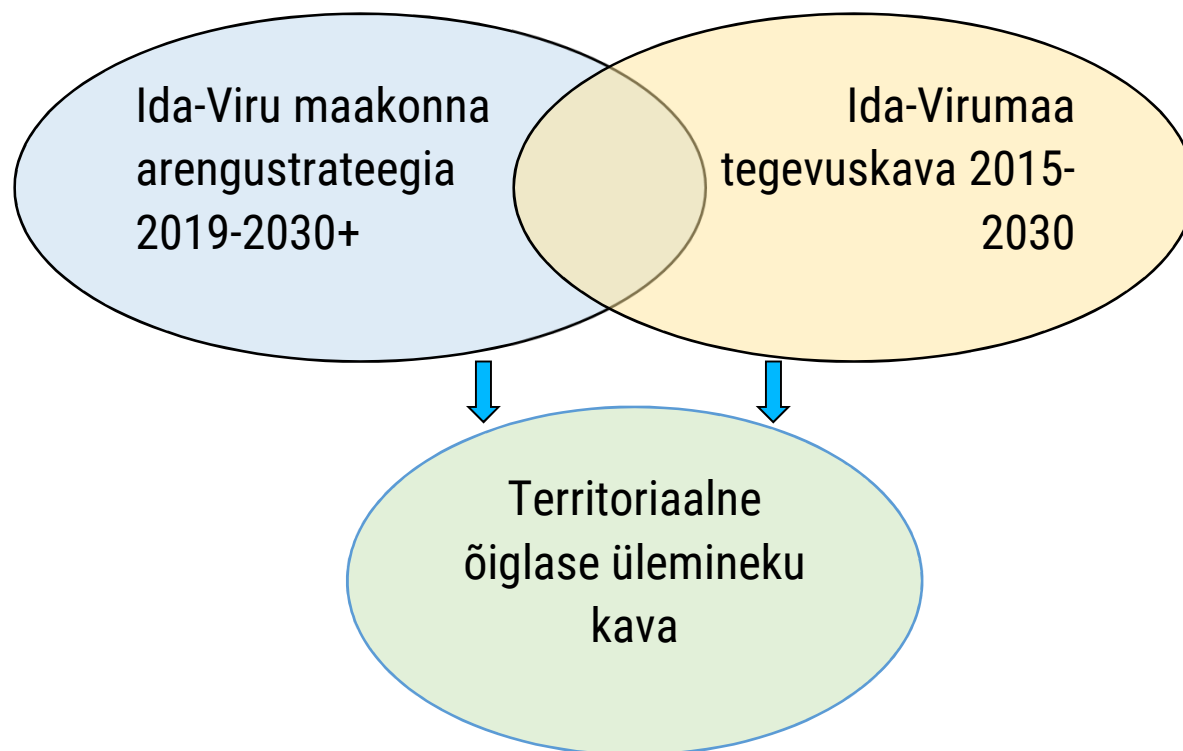 Ida-Viru maakonna
arengustrateegia
2019-2030+
Ida-Virumaa
tegevuskava 2015-
2030
Territoriaalne
õiglase ülemineku
kava